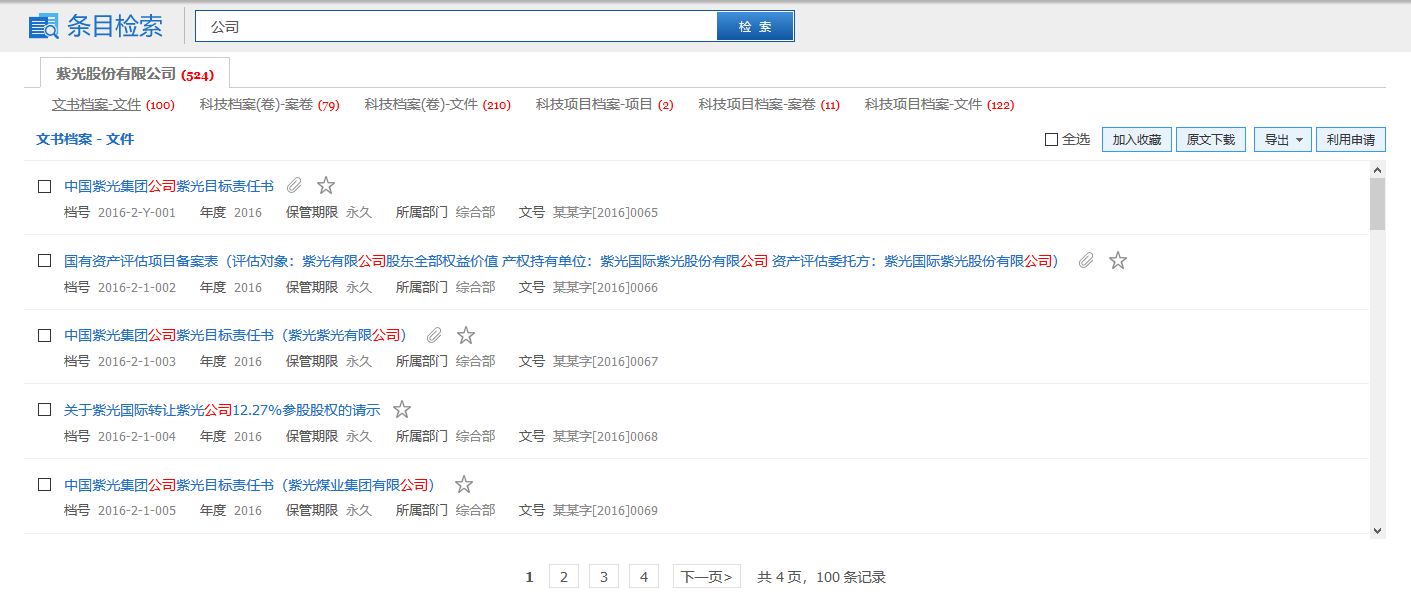 条目检索
公司
检 索
紫光股份有限公司 (524)
文书档案-文件 (100) 科技档案(卷)-案卷 (79) 科技档案(卷)-文件 (210) 科技项目档案-项目 (2) 科技项目档案-案卷 (11) 科技项目档案-文件 (122)
文书档案 - 文件
全选 加入收藏 原文下载 导出 利用申请
中国紫光集团公司紫光目标责任书
档号 2016-2-Y-001 年度 2016 保管期限 永久 所属部门 综合部 文号 某某字[2016]0065
国有资产评估项目备案表（评估对象：紫光有限公司股东全部权益价值 产权持有单位：紫光国际紫光股份有限公司 资产评估委托方：紫光国际紫光股份有限公司）
档号 2016-2-1-002 年度 2016 保管期限 永久 所属部门 综合部 文号 某某字[2016]0066
中国紫光集团公司紫光目标责任书（紫光紫光有限公司）
档号 2016-2-1-003 年度 2016 保管期限 永久 所属部门 综合部 文号 某某字[2016]0067
关于紫光国际转让紫光公司12.27%参股股权的请示
档号 2016-2-1-004 年度 2016 保管期限 永久 所属部门 综合部 文号 某某字[2016]0068
中国紫光集团公司紫光目标责任书（紫光煤业集团有限公司）
档号 2016-2-1-005 年度 2016 保管期限 永久 所属部门 综合部 文号 某某字[2016]0069
1 2 3 4 下一页> 共 4 页，100 条记录